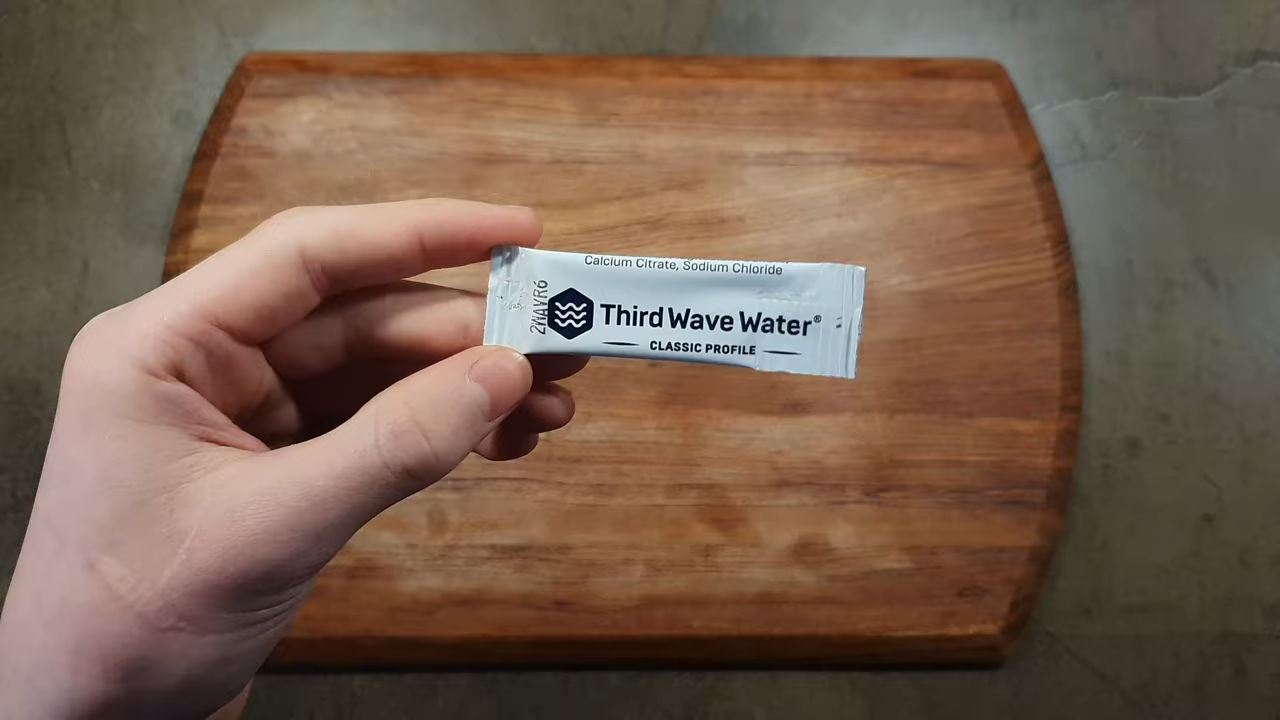 Calcium Citrate, Sodium Chloride
Third Wave Water®
CLASSIC PROFILE